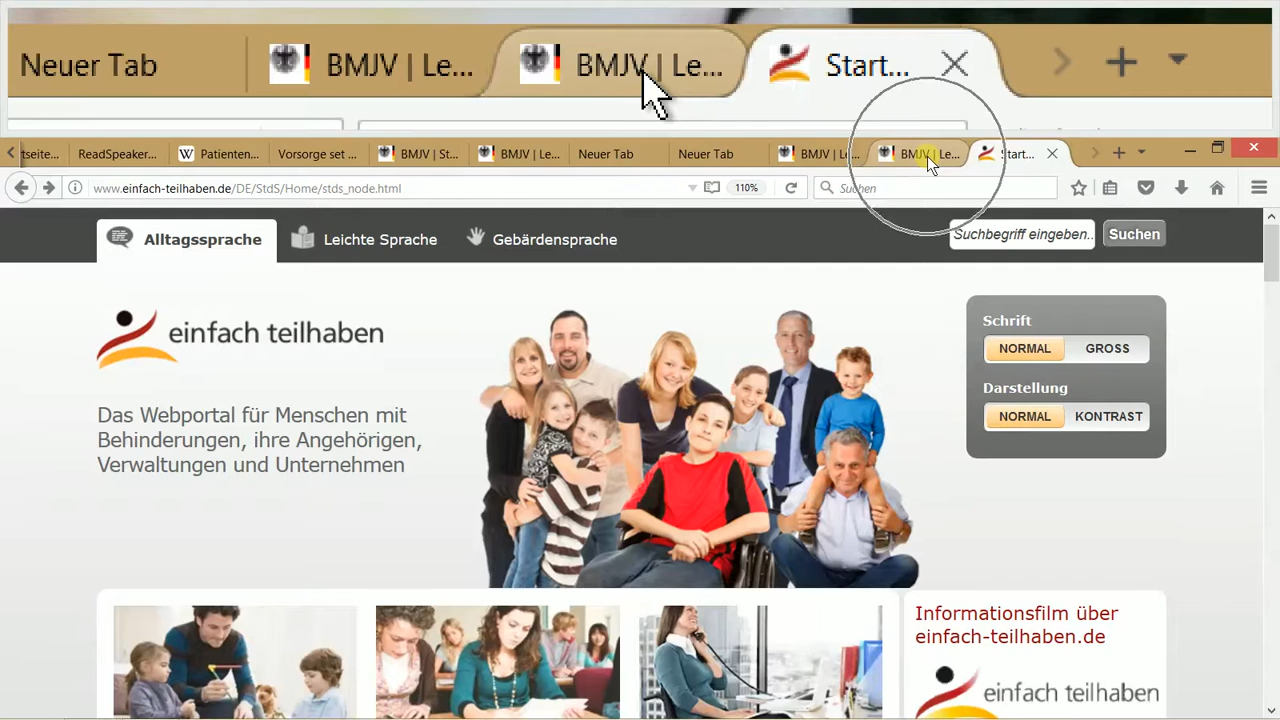 Neuer Tab
BMJV | Le...
BMJV | Le...
Start...
rtseite...
ReadSpeaker...
Patienten...
Vorsorge set ...
BMJV | St...
BMJV | Le...
Neuer Tab
Neuer Tab
BMJV | Le...
BMJV | Le...
Start...
www.einfach-teilhaben.de/DE/StdS/Home/stds_node.html
110%
Suchen
Alltagssprache
Leichte Sprache
Gebärdensprache
Suchbegriff eingeben..
Suchen
einfach teilhaben
Das Webportal für Menschen mit
Behinderungen, ihre Angehörigen,
Verwaltungen und Unternehmen
Schrift
NORMAL GROSS
Darstellung
NORMAL KONTRAST
Informationsfilm über
einfach-teilhaben.de
einfach teilhaben